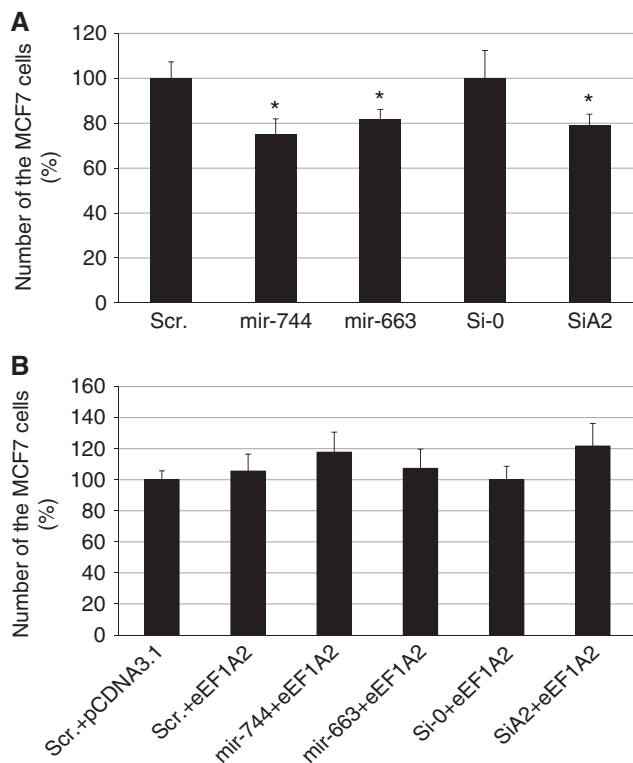 A
Number of the MCF7 cells
(%)
120
100
80
60
40
20
0
*
*
*
Scr.
mir-744
mir-663
Si-0
SiA2
B
Number of the MCF7 cells
(%)
160
140
120
100
80
60
40
20
0
Scr.+pCDNA3.1
Scr.+eEF1A2
mir-744+eEF1A2
mir-663+eEF1A2
Si-0+eEF1A2
SiA2+eEF1A2